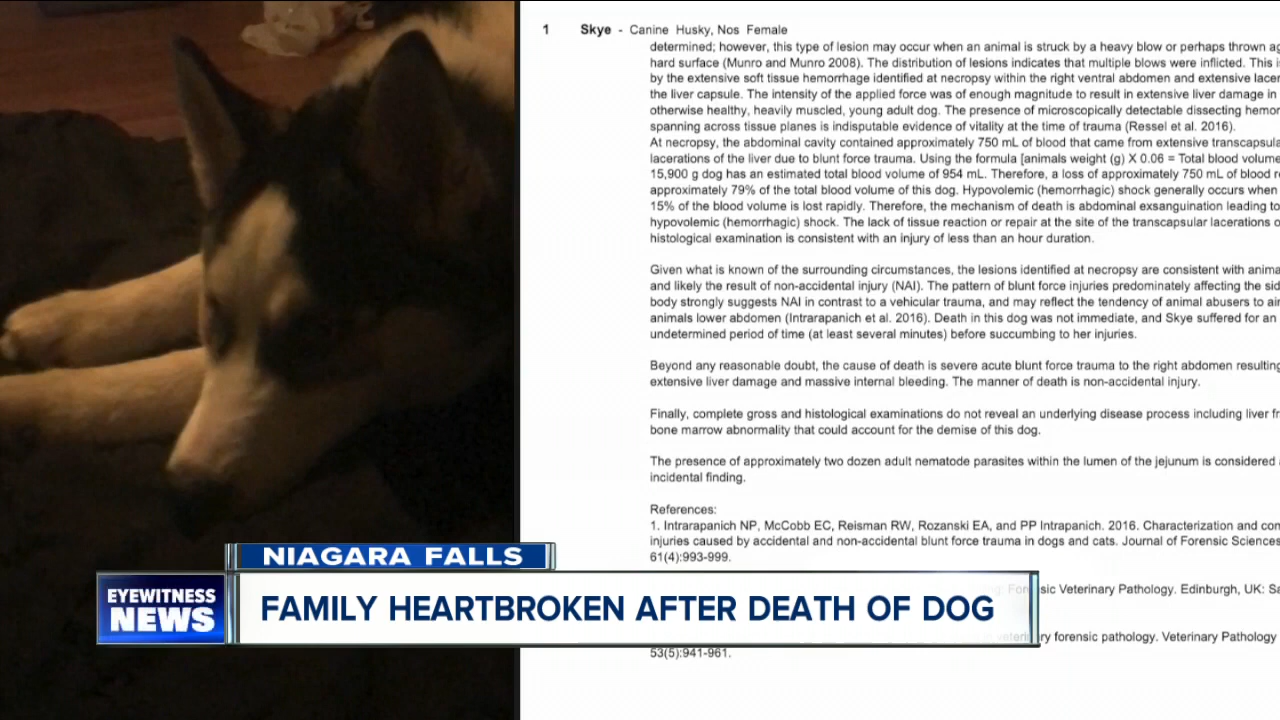 1 Skye - Canine Husky, Nos Female
determined; however, this type of lesion may occur when an animal is struck by a heavy blow or perhaps thrown ag
hard surface (Munro and Munro 2008). The distribution of lesions indicates that multiple blows were inflicted. This i
by the extensive soft tissue hemorrhage identified at necropsy within the right ventral abdomen and extensive lacer
the liver capsule. The intensity of the applied force was of enough magnitude to result in extensive liver damage in
otherwise healthy, heavily muscled, young adult dog. The presence of microscopically detectable dissecting hemor
spanning across tissue planes is indisputable evidence of vitality at the time of trauma (Ressel et al. 2016).
At necropsy, the abdominal cavity contained approximately 750 mL of blood that came from extensive transcapsula
lacerations of the liver due to blunt force trauma. Using the formula [animals weight (g) X 0.06 = Total blood volume
15,900 g dog has an estimated total blood volume of 954 mL. Therefore, a loss of approximately 750 mL of blood re
approximately 79% of the total blood volume of this dog. Hypovolemic (hemorrhagic) shock generally occurs when
15% of the blood volume is lost rapidly. Therefore, the mechanism of death is abdominal exsanguination leading to
hypovolemic (hemorrhagic) shock. The lack of tissue reaction or repair at the site of the transcapsular lacerations o
histological examination is consistent with an injury of less than an hour duration.
Given what is known of the surrounding circumstances, the lesions identified at necropsy are consistent with anima
and likely the result of non-accidental injury (NAI). The pattern of blunt force injuries predominately affecting the sid
body strongly suggests NAI in contrast to a vehicular trauma, and may reflect the tendency of animal abusers to air
animals lower abdomen (Intrarapanich et al. 2016). Death in this dog was not immediate, and Skye suffered for an
undetermined period of time (at least several minutes) before succumbing to her injuries.
Beyond any reasonable doubt, the cause of death is severe acute blunt force trauma to the right abdomen resulting
extensive liver damage and massive internal bleeding. The manner of death is non-accidental injury.
Finally, complete gross and histological examinations do not reveal an underlying disease process including liver fr
bone marrow abnormality that could account for the demise of this dog.
The presence of approximately two dozen adult nematode parasites within the lumen of the jejunum is considered a
incidental finding.
References:
1. Intrarapanich NP, McCobb EC, Reisman RW, Rozanski EA, and PP Intrapanich. 2016. Characterization and con
injuries caused by accidental and non-accidental blunt force trauma in dogs and cats. Journal of Forensic Sciences
61(4):993-999.
sic Veterinary Pathology. Edinburgh, UK: Sa
ry forensic pathology. Veterinary Pathology
53(5):941-961.
NIAGARA FALLS
EYEWITNESS
NEWS
FAMILY HEARTBROKEN AFTER DEATH OF DOG